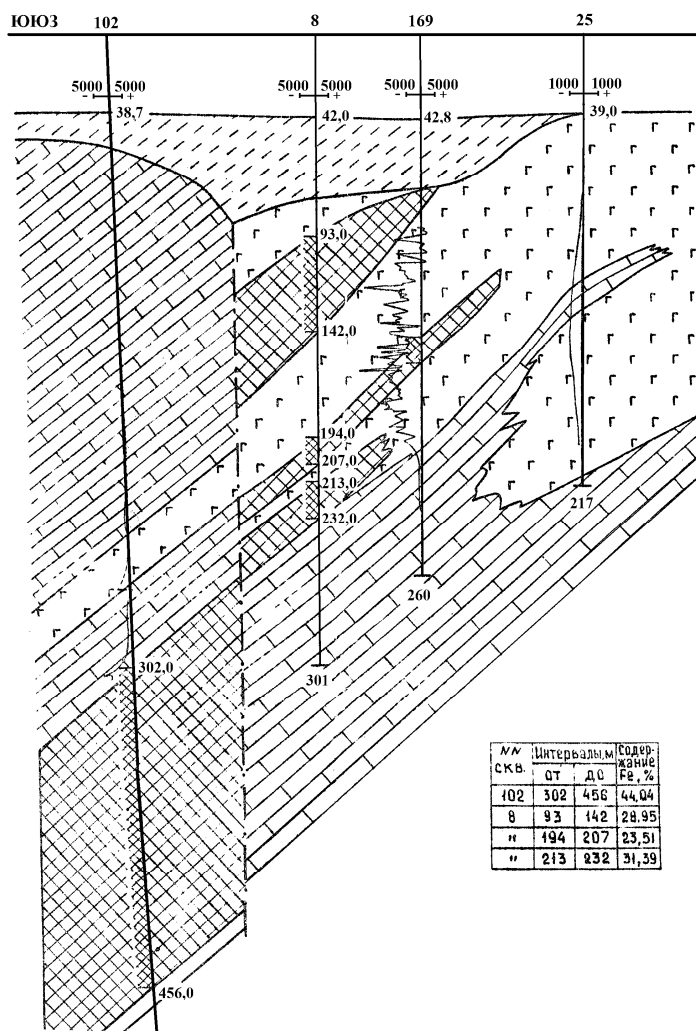 ЮЮЗ 102 8 169 25
5000 5000 5000 5000 5000 5000 1000 1000
- + - + - + - +
38,7 42,0 42.8 39,0
93,0
142,0
194,0
207,0
213,0
217
232,0
260
302,0
301
456,0
NN СКВ. Интервалы,м Содержание Fe, %
от до
102 302 456 44,04
8 93 142 28.95
" 194 207 23,51
" 213 232 31,39